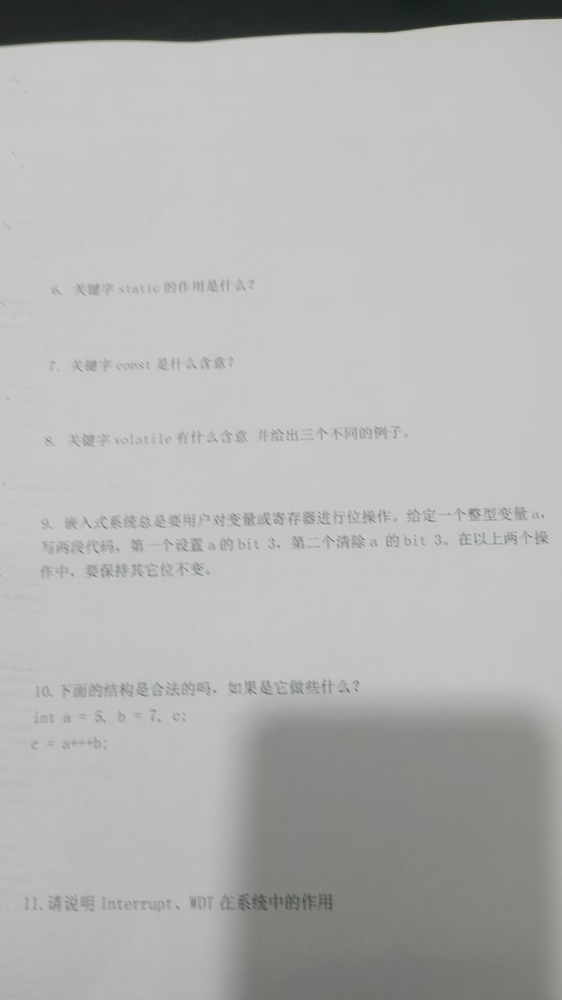 6、关键字 static 的作用是什么?
7、关键字 const 是什么含意?
8、关键字 volatile 有什么含意 并给出三个不同的例子。
9、嵌入式系统总是要用户对变量或寄存器进行位操作。给定一个整型变量 a,
写两段代码,第一个设置 a 的 bit 3,第二个清除 a 的 bit 3。在以上两个操
作中,要保持其它位不变。
10、下面的结构是合法的吗,如果是它做些什么?
int a = 5, b = 7, c;
c = a+++b;
11、请说明 Interrupt、WDT 在系统中的作用